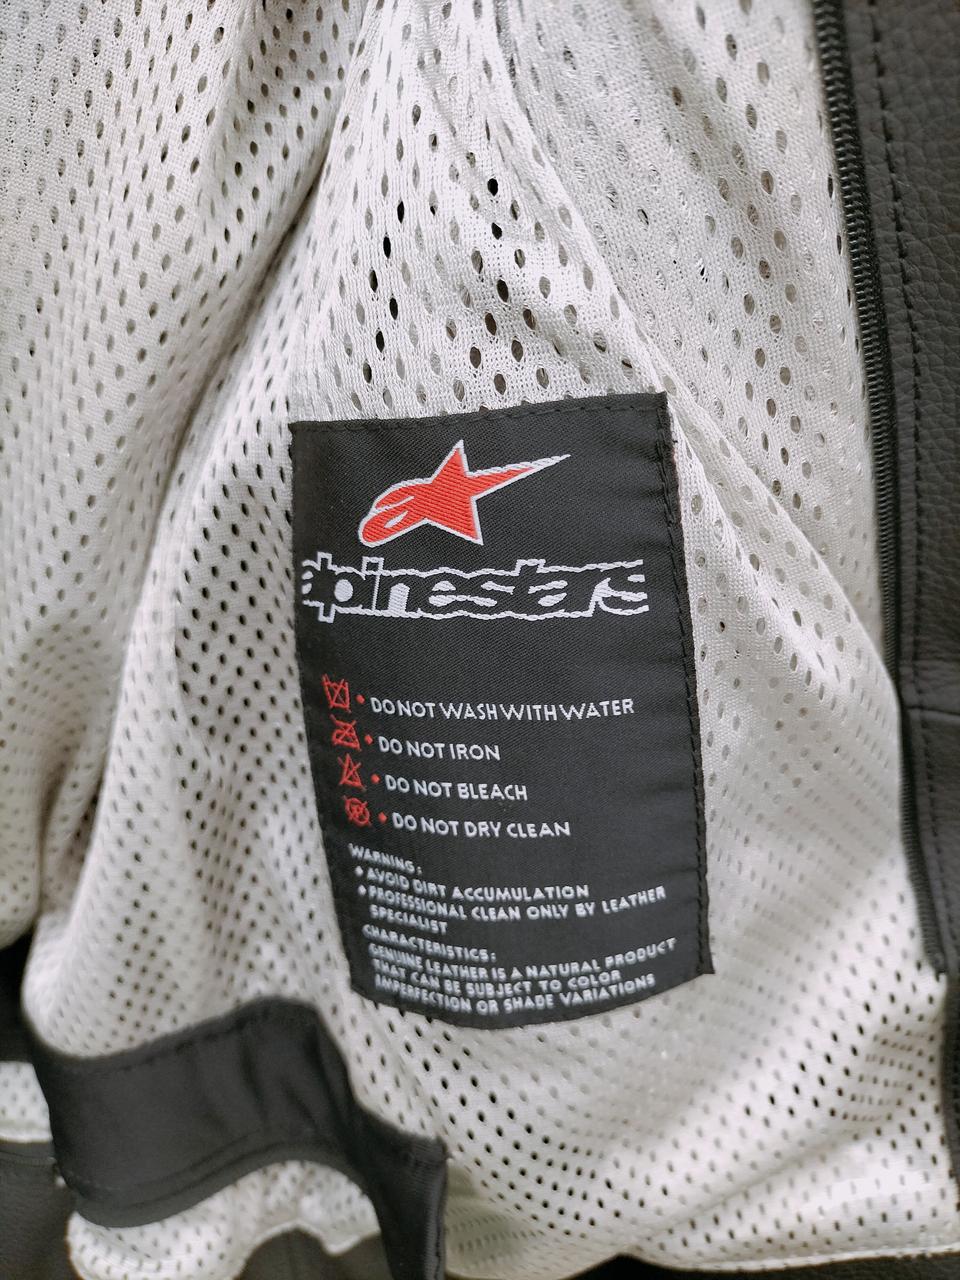 alpinestars
• DO NOT WASH WITH WATER
• DO NOT IRON
• DO NOT BLEACH
P
• DO NOT DRY CLEAN
WARNING:
• AVOID DIRT ACCUMULATION
• PROFESSIONAL CLEAN ONLY BY LEATHER
SPECIALIST
CHARACTERISTICS:
GENUINE LEATHER IS A NATURAL PRODUCT
THAT CAN BE SUBJECT TO COLOR
IMPERFECTION OR SHADE VARIATIONS